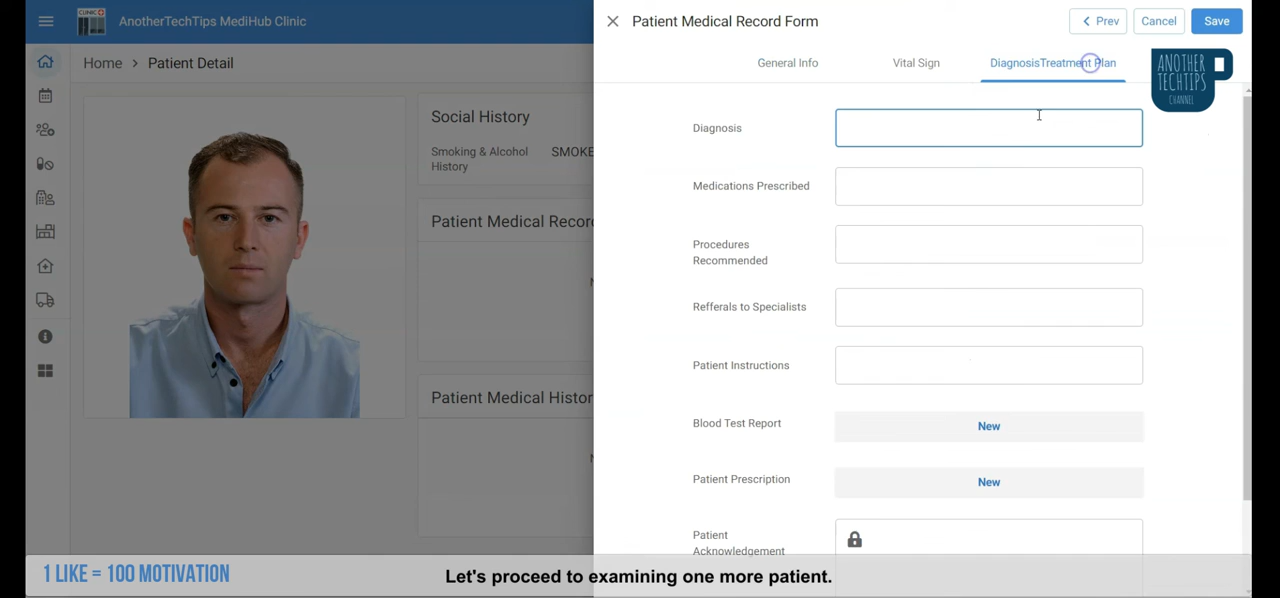 AnotherTechTips MediHub Clinic
Home > Patient Detail
Social History
Smoking & Alcohol
History
SMOKE
Patient Medical Recor
Patient Medical Histor
Patient Medical Record Form
Prev
Cancel
Save
General Info
Vital Sign
DiagnosisTreatment Plan
ANOTHER
TECHTIPS
CHANNEL
Diagnosis
Medications Prescribed
Procedures
Recommended
Refferals to Specialists
Patient Instructions
Blood Test Report
New
Patient Prescription
New
Patient
Acknowledgement
1 LIKE = 100 MOTIVATION
Let's proceed to examining one more patient.